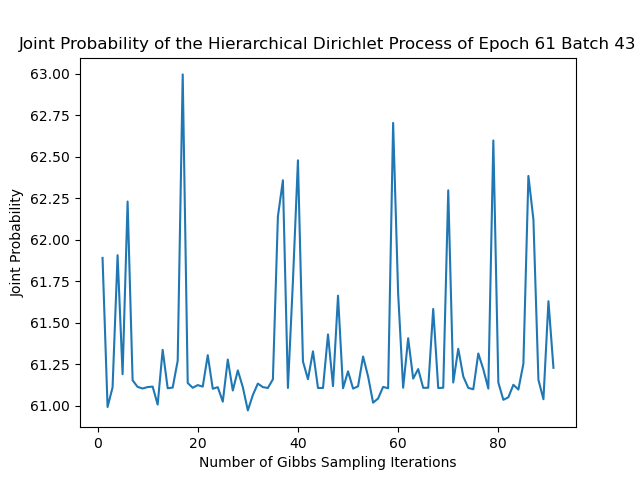 Joint Probability of the Hierarchical Dirichlet Process of Epoch 61 Batch 43
63.00
62.75
62.50
62.25
62.00
61.75
61.50
61.25
61.00
Joint Probability
0 20 40 60 80
Number of Gibbs Sampling Iterations